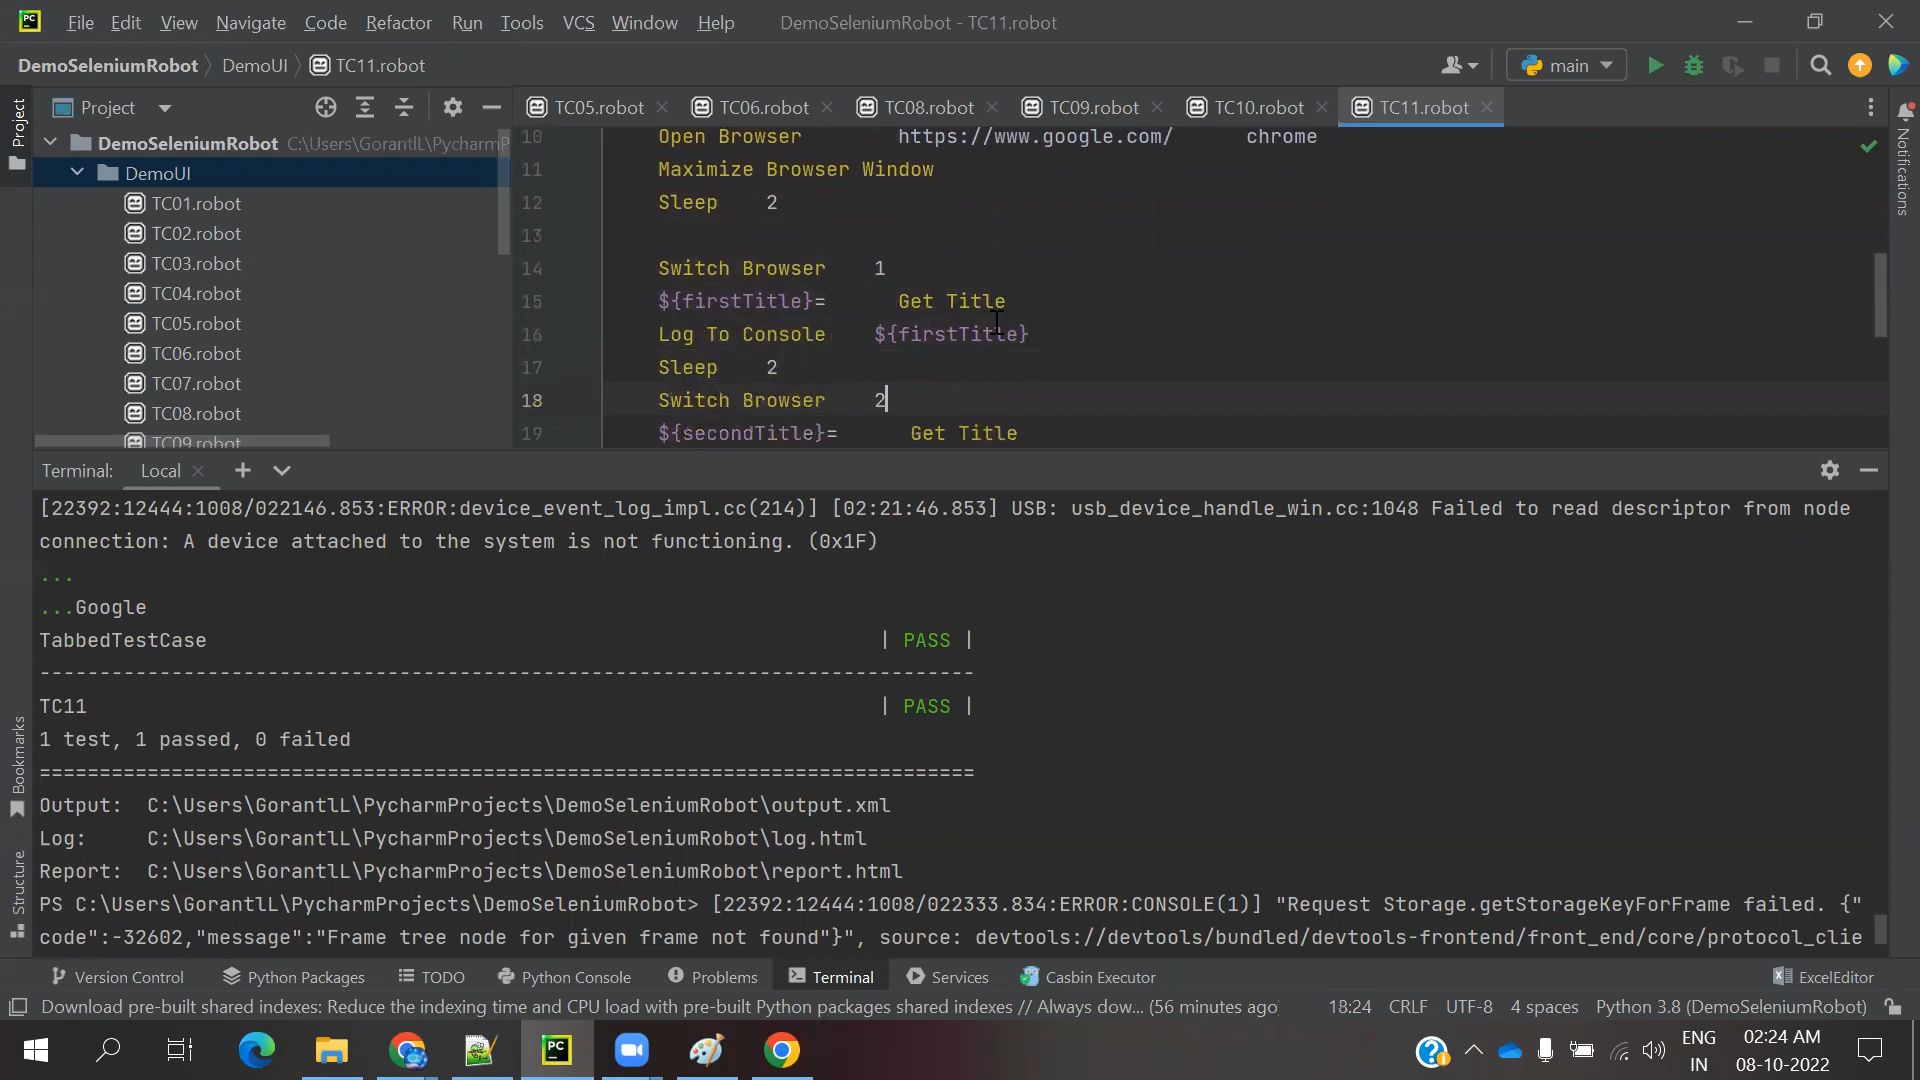 PC File Edit View Navigate Code Refactor Run Tools VCS Window Help DemoSeleniumRobot - TC11.robot
DemoSeleniumRobot DemoUI TC11.robot main
Project TC05.robot TC06.robot TC08.robot TC09.robot TC10.robot TC11.robot
Project
Notifications
DemoSeleniumRobot C:\Users\GorantlL\PycharmP
DemoUI
TC01.robot
TC02.robot
TC03.robot
TC04.robot
TC05.robot
TC06.robot
TC07.robot
TC08.robot
TC09.robot
10 Open Browser https://www.google.com/ chrome
11 Maximize Browser Window
12 Sleep 2
13
14 Switch Browser 1
15 ${firstTitle}= Get Title
16 Log To Console ${firstTitle}
17 Sleep 2
18 Switch Browser 2
19 ${secondTitle}= Get Title
Terminal: Local
[22392:12444:1008/022146.853:ERROR:device_event_log_impl.cc(214)] [02:21:46.853] USB: usb_device_handle_win.cc:1048 Failed to read descriptor from node
connection: A device attached to the system is not functioning. (0x1F)
...
...Google
TabbedTestCase | PASS |
------------------------------------------------------------------------------
TC11 | PASS |
1 test, 1 passed, 0 failed
==============================================================================
Output: C:\Users\GorantlL\PycharmProjects\DemoSeleniumRobot\output.xml
Log: C:\Users\GorantlL\PycharmProjects\DemoSeleniumRobot\log.html
Report: C:\Users\GorantlL\PycharmProjects\DemoSeleniumRobot\report.html
PS C:\Users\GorantlL\PycharmProjects\DemoSeleniumRobot> [22392:12444:1008/022333.834:ERROR:CONSOLE(1)] "Request Storage.getStorageKeyForFrame failed. {"
code":-32602,"message":"Frame tree node for given frame not found"}", source: devtools://devtools/bundled/devtools-frontend/front_end/core/protocol_clie
Bookmarks
Structure
Version Control Python Packages TODO Python Console Problems Terminal Services Casbin Executor ExcelEditor
Download pre-built shared indexes: Reduce the indexing time and CPU load with pre-built Python packages shared indexes // Always dow... (56 minutes ago) 18:24 CRLF UTF-8 4 spaces Python 3.8 (DemoSeleniumRobot)
PC
ENG
IN
02:24 AM
08-10-2022